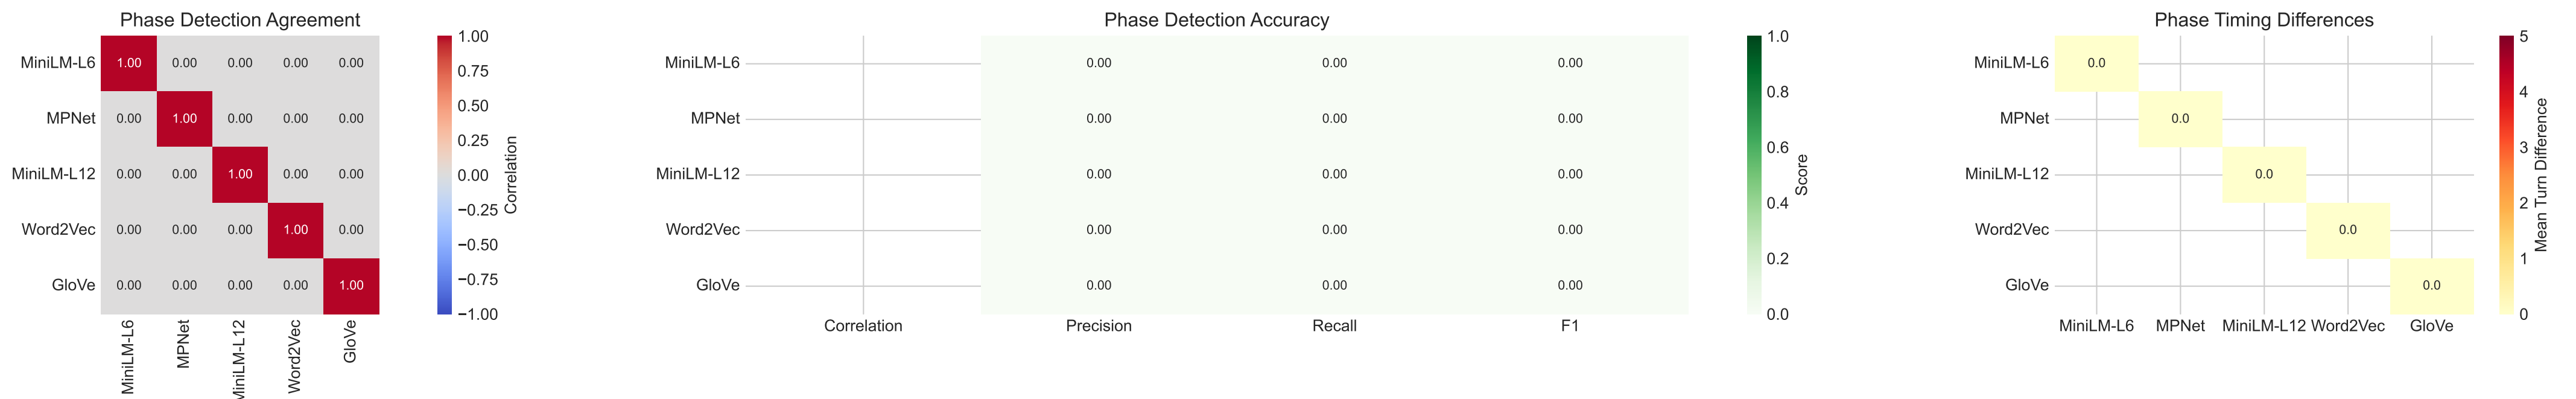 Phase Detection Agreement
MiniLM-L6 1.00 0.00 0.00 0.00 0.00
MPNet 0.00 1.00 0.00 0.00 0.00
MiniLM-L12 0.00 0.00 1.00 0.00 0.00
Word2Vec 0.00 0.00 0.00 1.00 0.00
GloVe 0.00 0.00 0.00 0.00 1.00
MiniLM-L6
MPNet
MiniLM-L12
Word2Vec
GloVe
1.00
0.75
0.50
0.25
0.00
−0.25
−0.50
−0.75
−1.00
Correlation
Phase Detection Accuracy
MiniLM-L6 0.00 0.00 0.00
MPNet 0.00 0.00 0.00
MiniLM-L12 0.00 0.00 0.00
Word2Vec 0.00 0.00 0.00
GloVe 0.00 0.00 0.00
Correlation Precision Recall F1
1.0
0.8
0.6
0.4
0.2
0.0
Score
Phase Timing Differences
MiniLM-L6 0.0
MPNet 0.0
MiniLM-L12 0.0
Word2Vec 0.0
GloVe 0.0
MiniLM-L6 MPNet MiniLM-L12 Word2Vec GloVe
5
4
3
2
1
0
Mean Turn Difference